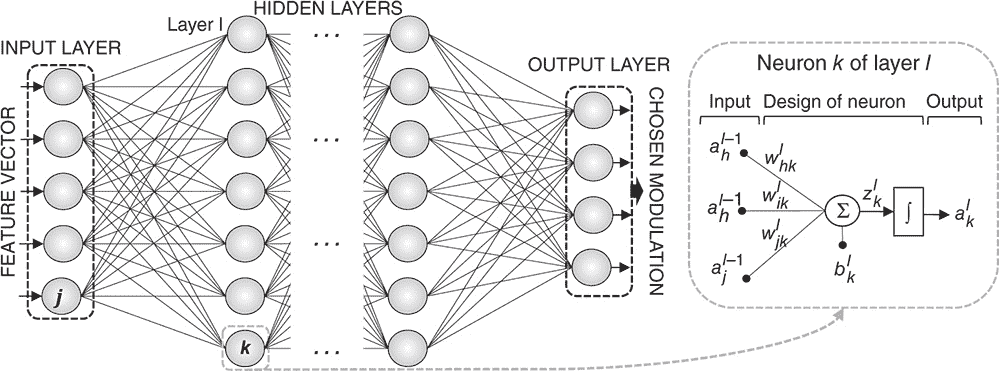 HIDDEN LAYERS
Layer l
INPUT LAYER
FEATURE VECTOR
j
k
...
...
...
...
OUTPUT LAYER
CHOSEN MODULATION
Neuron k of layer l
Input Design of neuron Output
a_h^{l–1}
w_{hk}^l
a_h^{l–1}
w_{ik}^l
Σ
z_k^l
∫
a_k^l
w_{jk}^l
a_j^{l–1}
b_k^l